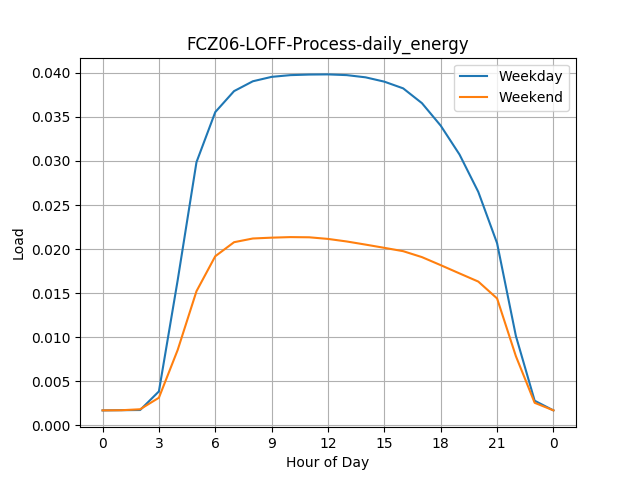 FCZ06-LOFF-Process-daily_energy
Weekday
Weekend
0.040
0.035
0.030
0.025
0.020
0.015
0.010
0.005
0.000
Load
0 3 6 9 12 15 18 21 0
Hour of Day